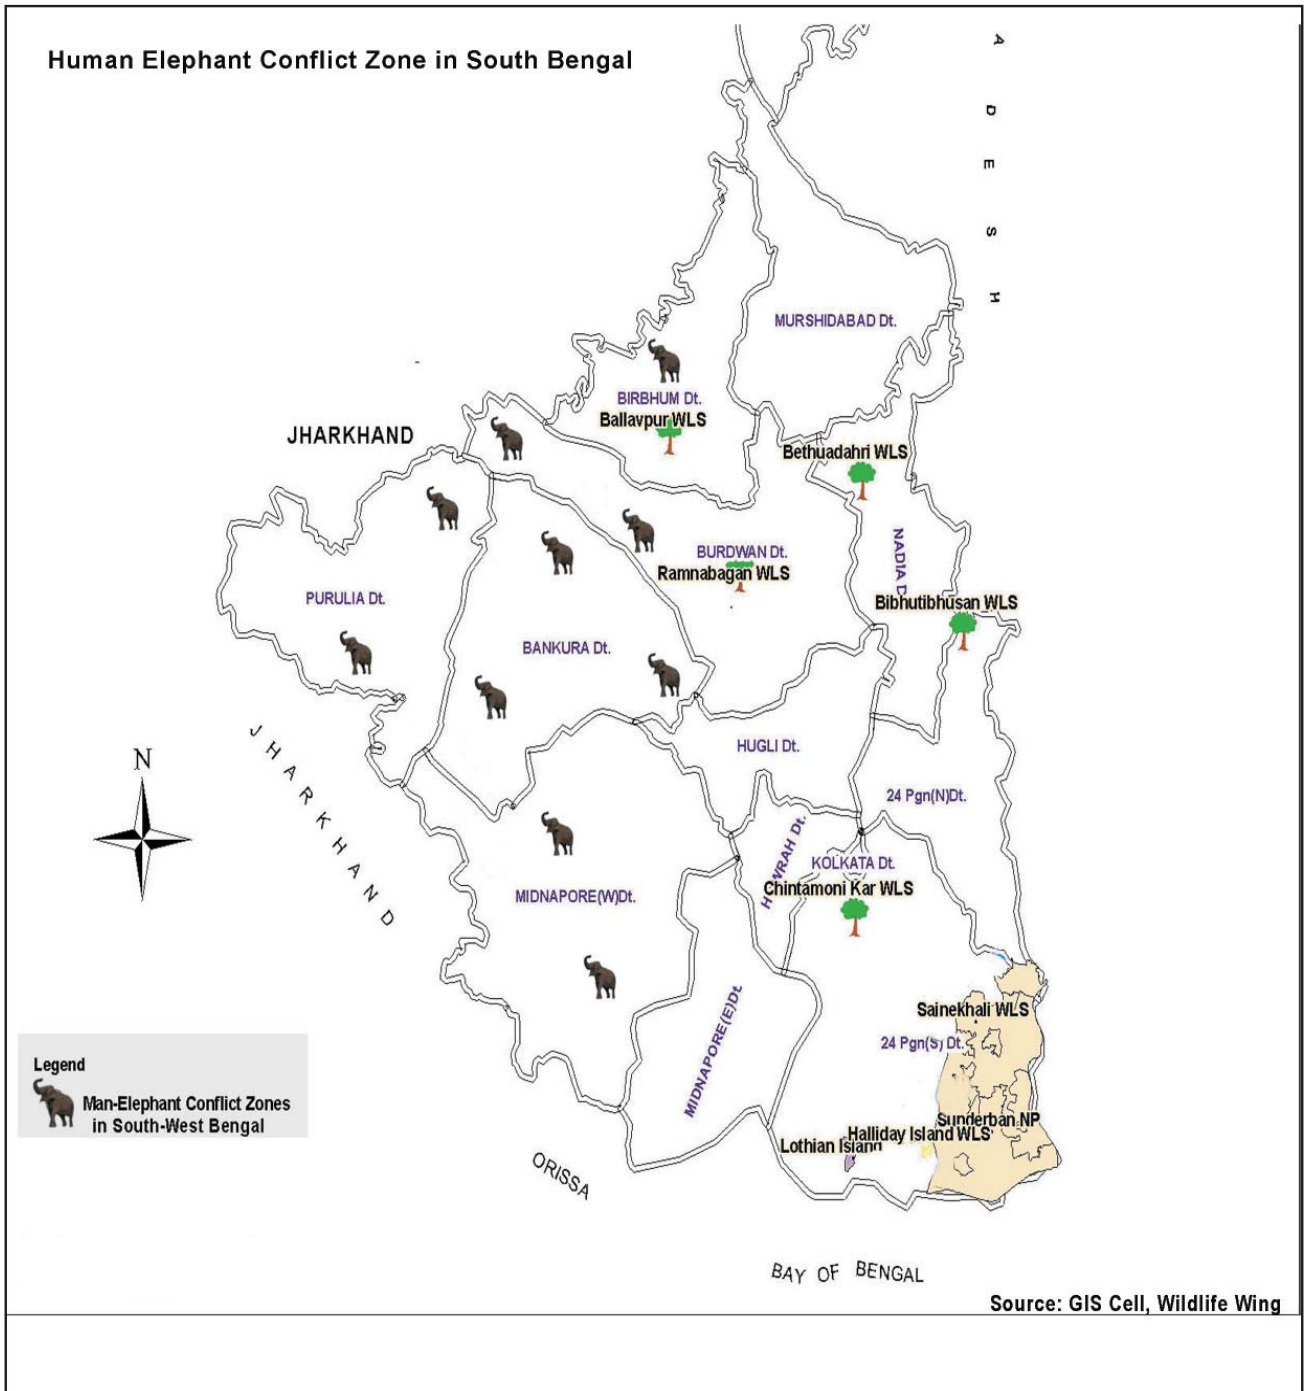 Human Elephant Conflict Zone in South Bengal
A D E S H
MURSHIDABAD Dt.
BIRBHUM Dt.
Ballavpur WLS
JHARKHAND
Bethuadahri WLS
NADIA D
BURDWAN Dt.
Ramnabagan WLS
PURULIA Dt.
Bibhutibhusan WLS
BANKURA Dt.
JHARKHAND
HUGLI Dt.
N
24 Pgn(N)Dt.
HOWRAH Dt.
KOLKATA Dt.
Chintamoni Kar WLS
MIDNAPORE(W)Dt.
MIDNAPORE(E)Dt.
Sainekhali WLS
24 Pgn(S) Dt.
Legend
Man-Elephant Conflict Zones
in South-West Bengal
Sunderban NP
Halliday Island WLS
Lothian Island
ORISSA
BAY OF BENGAL
Source: GIS Cell, Wildlife Wing